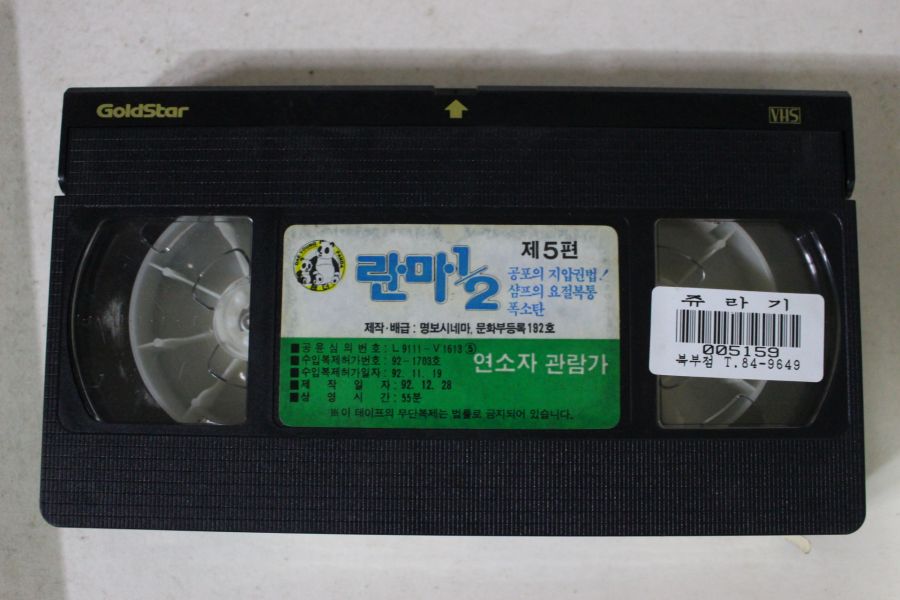 GoldStar
VHS
란마½
제5편
공포의 지압권법!
샴프의 요절복통
폭소탄
제작·배급 : 명보시네마, 문화부등록192호
■공윤심의번호: L 9111-V1613⑤
■수입복제허가번호: 92-1703호
■수입복제허가일자: 92. 11. 19
■제작일자: 92. 12. 28
■상영시간: 55분
연소자 관람가
※이 테이프의 무단복제는 법률로 금지되어 있습니다.
쥬라기
005159
북부점 T.84-9649